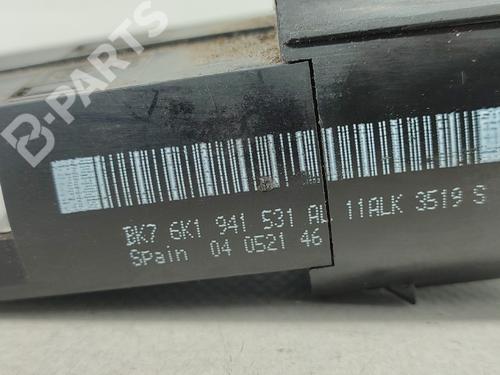 B-PARTS
BK7 6K1 941 531 AL 11ALK 3519 S
Spain 04 0521 46